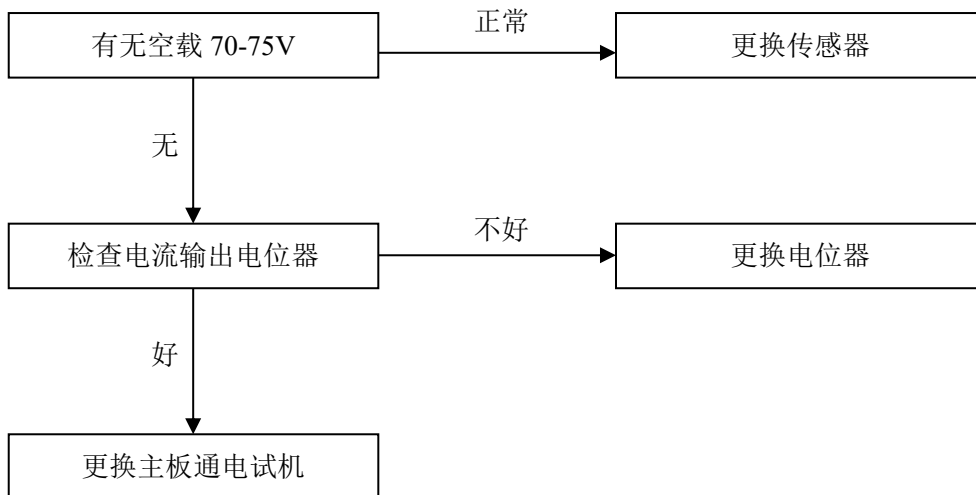 正常
有无空载 70-75V
更换传感器
无
不好
检查电流输出电位器
更换电位器
好
更换主板通电试机